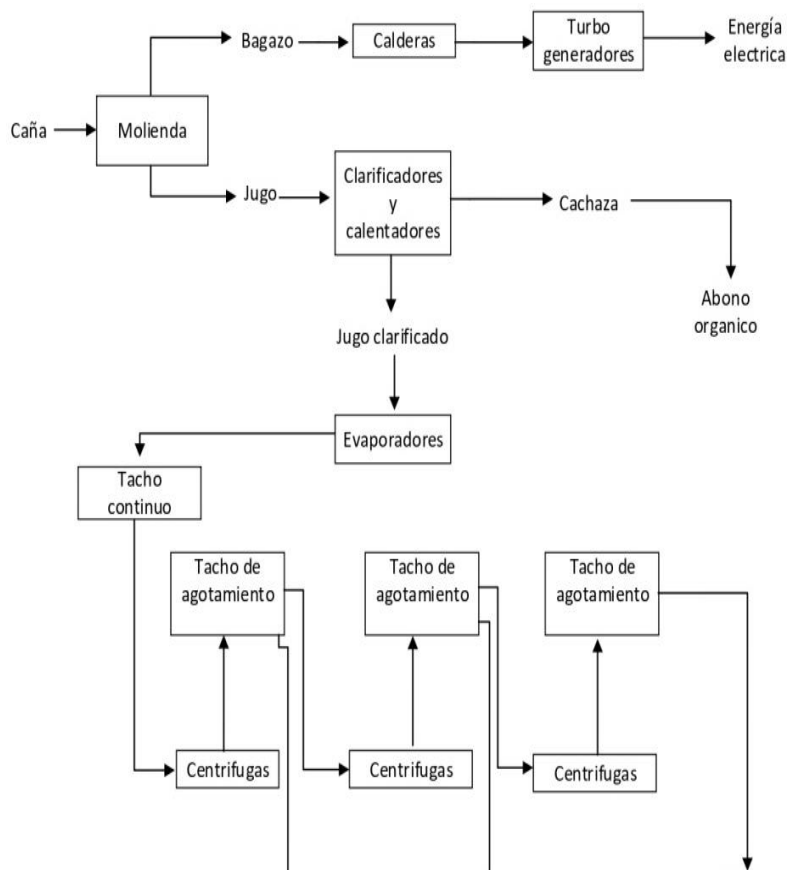 Bagazo
Calderas
Turbo
generadores
Energía
electrica
Caña
Molienda
Jugo
Clarificadores
y
calentadores
Cachaza
Abono
organico
Jugo clarificado
Evaporadores
Tacho
continuo
Tacho de
agotamiento
Tacho de
agotamiento
Tacho de
agotamiento
Centrifugas
Centrifugas
Centrifugas